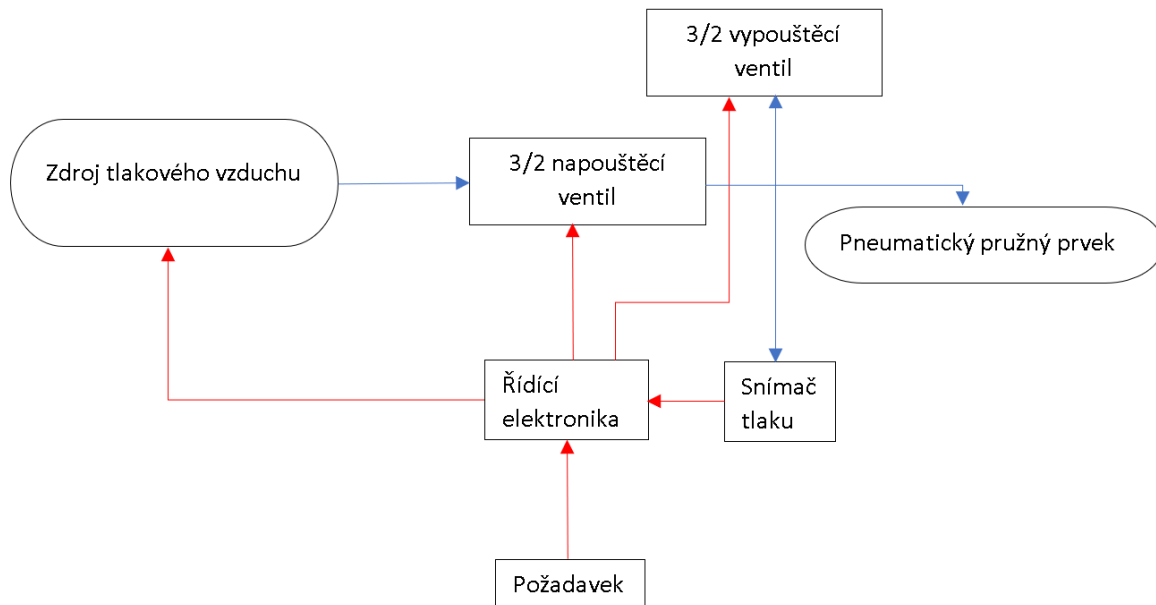 3/2 vypouštěcí
ventil
Zdroj tlakového vzduchu
3/2 napouštěcí
ventil
Pneumatický pružný prvek
Řídící
elektronika
Snímač
tlaku
Požadavek